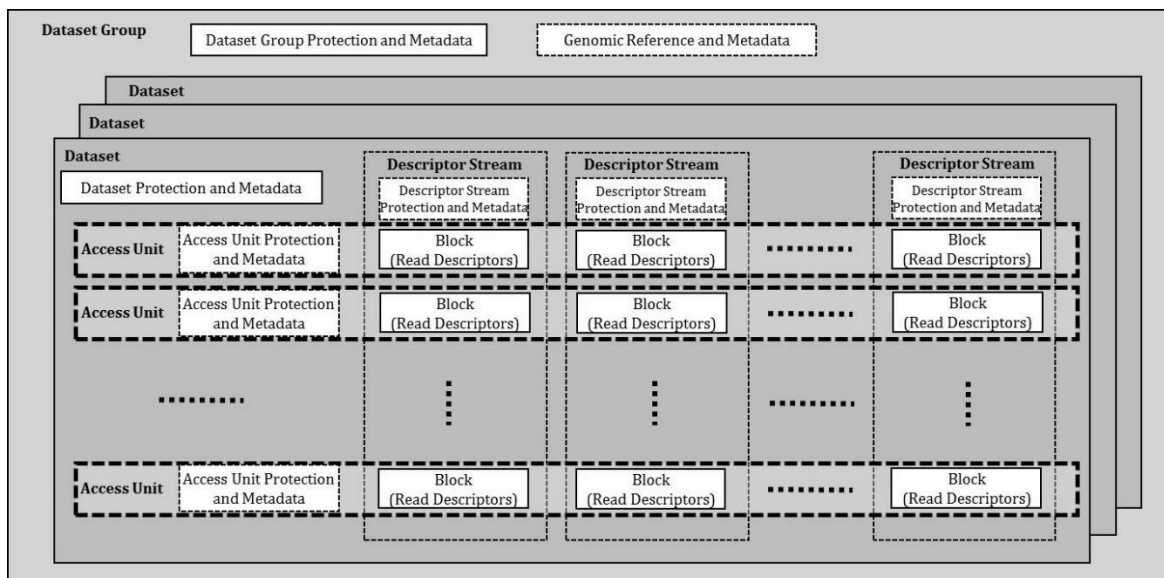 Dataset Group
Dataset Group Protection and Metadata
Genomic Reference and Metadata
Dataset
Dataset
Dataset
Dataset Protection and Metadata
Descriptor Stream
Descriptor Stream
Protection and Metadata
Descriptor Stream
Descriptor Stream
Protection and Metadata
Descriptor Stream
Descriptor Stream
Protection and Metadata
Access Unit
Access Unit Protection
and Metadata
Block
(Read Descriptors)
Block
(Read Descriptors)
Block
(Read Descriptors)
Access Unit
Access Unit Protection
and Metadata
Block
(Read Descriptors)
Block
(Read Descriptors)
Block
(Read Descriptors)
Access Unit
Access Unit Protection
and Metadata
Block
(Read Descriptors)
Block
(Read Descriptors)
Block
(Read Descriptors)